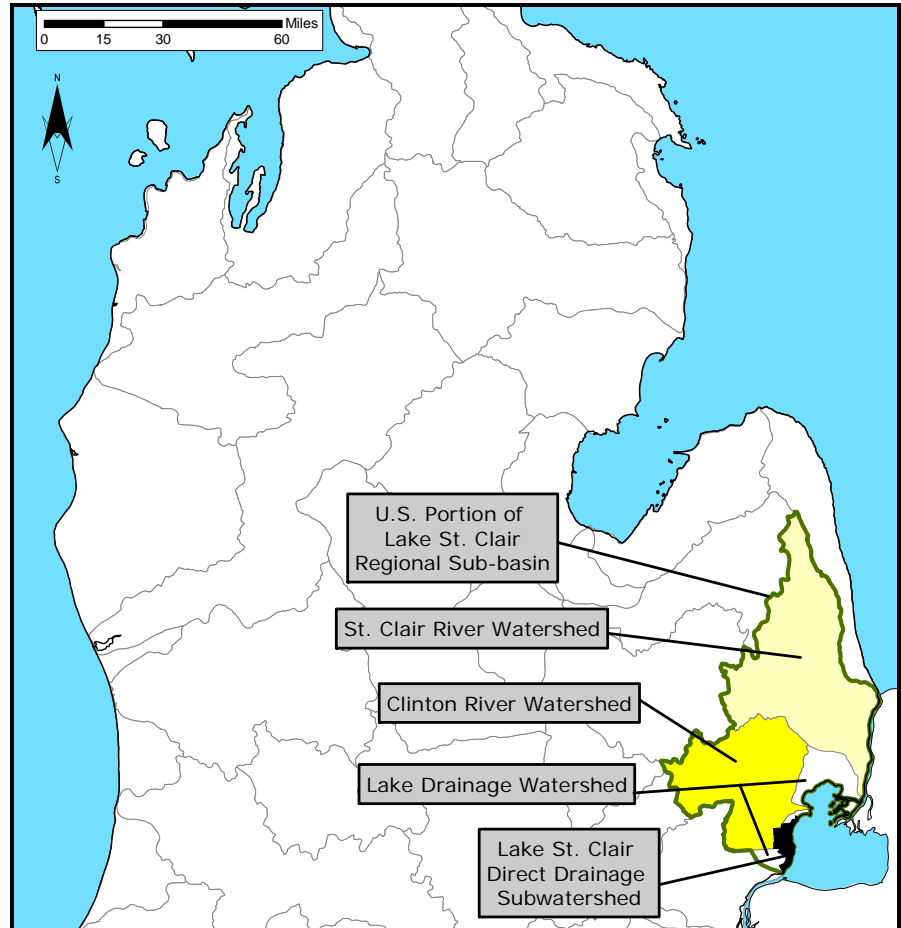 Miles
0 15 30 60
N
S
U.S. Portion of
Lake St. Clair
Regional Sub-basin
St. Clair River Watershed
Clinton River Watershed
Lake Drainage Watershed
Lake St. Clair
Direct Drainage
Subwatershed